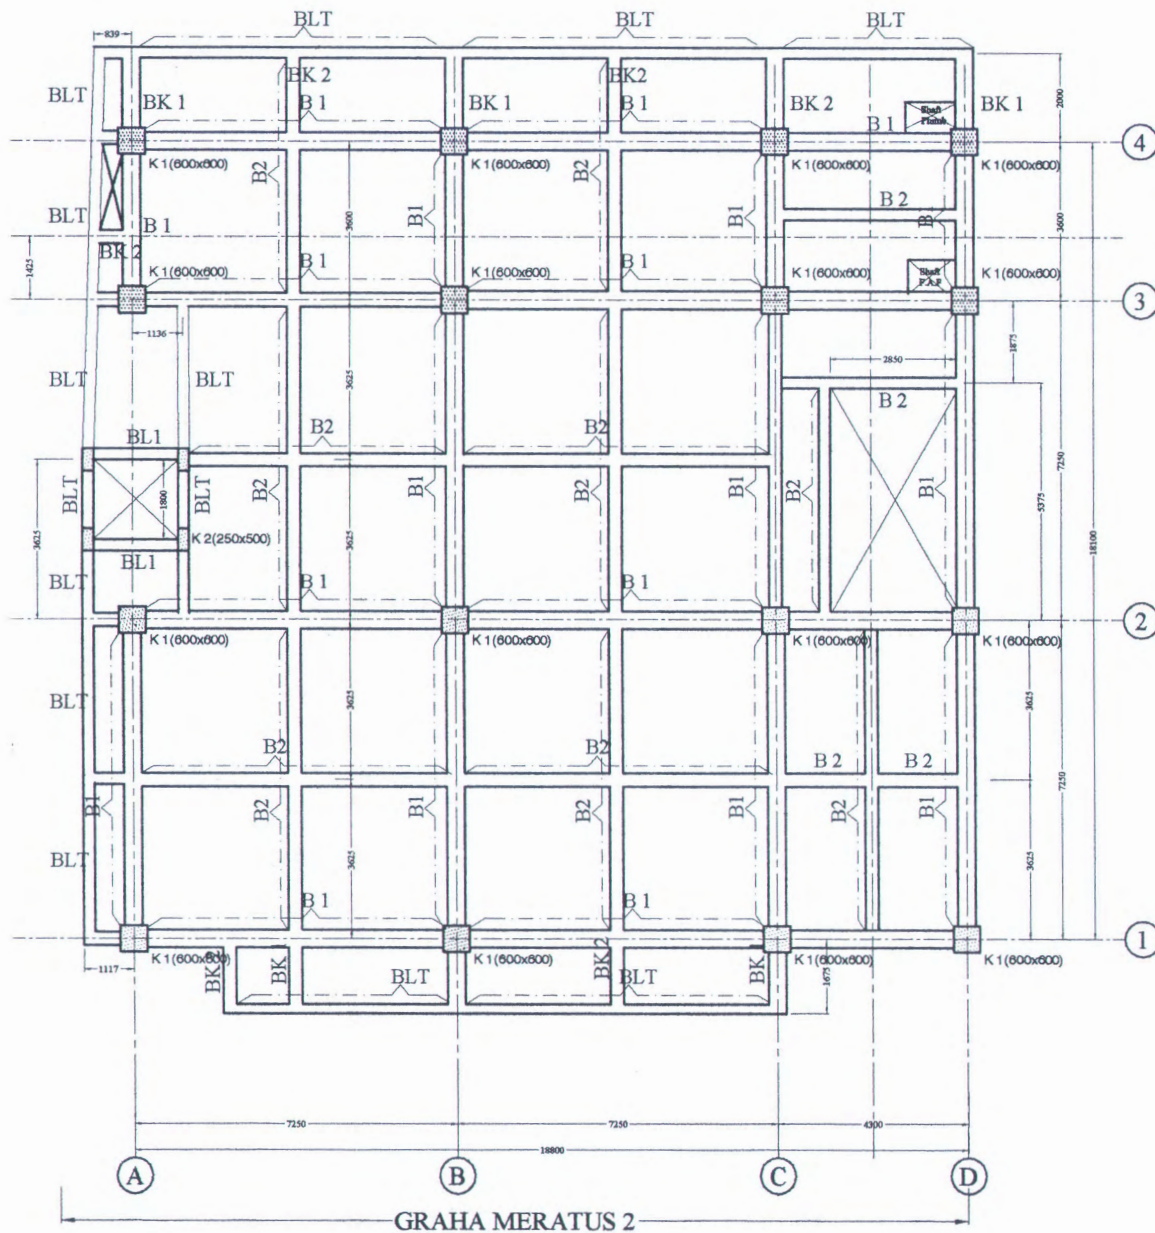 BLT
BLT
BLT
839
BK 2
BK2
BLT
BK 1
B 1
BK 1
B 1
BK 2
B 1
Shaft
Plumb
BK 1
2000
4
K 1(600x600)
K 1(600x600)
K 1(600x600)
K 1(600x600)
B2
B2
BLT
B 1
B1
B1
B 2
3600
3600
BK 2
1425
K 1(600x600)
B 1
K 1(600x600)
B 1
K 1(600x600)
Shaft
P.A.P
K 1(600x600)
3
1136
BLT
BLT
3625
2850
1875
B 2
BL1
B2
B2
BLT
1800
BLT
B2
B1
B2
B1
B2
B1
7250
5375
18100
3625
K 2(250x500)
BL1
BLT
3625
B 1
B 1
2
K 1(600x600)
K 1(600x600)
K 1(600x600)
K 1(600x600)
BLT
3625
3625
B2
B2
B 2
B 2
B1
B2
B1
B2
B1
B2
B1
7250
BLT
3625
3625
B 1
B 1
1
1117
K 1(600x600)
K 1(600x600)
K 1(600x600)
K 1(600x600)
BLT
BLT
1675
7250
7250
4300
18800
A
B
C
D
GRAHA MERATUS 2